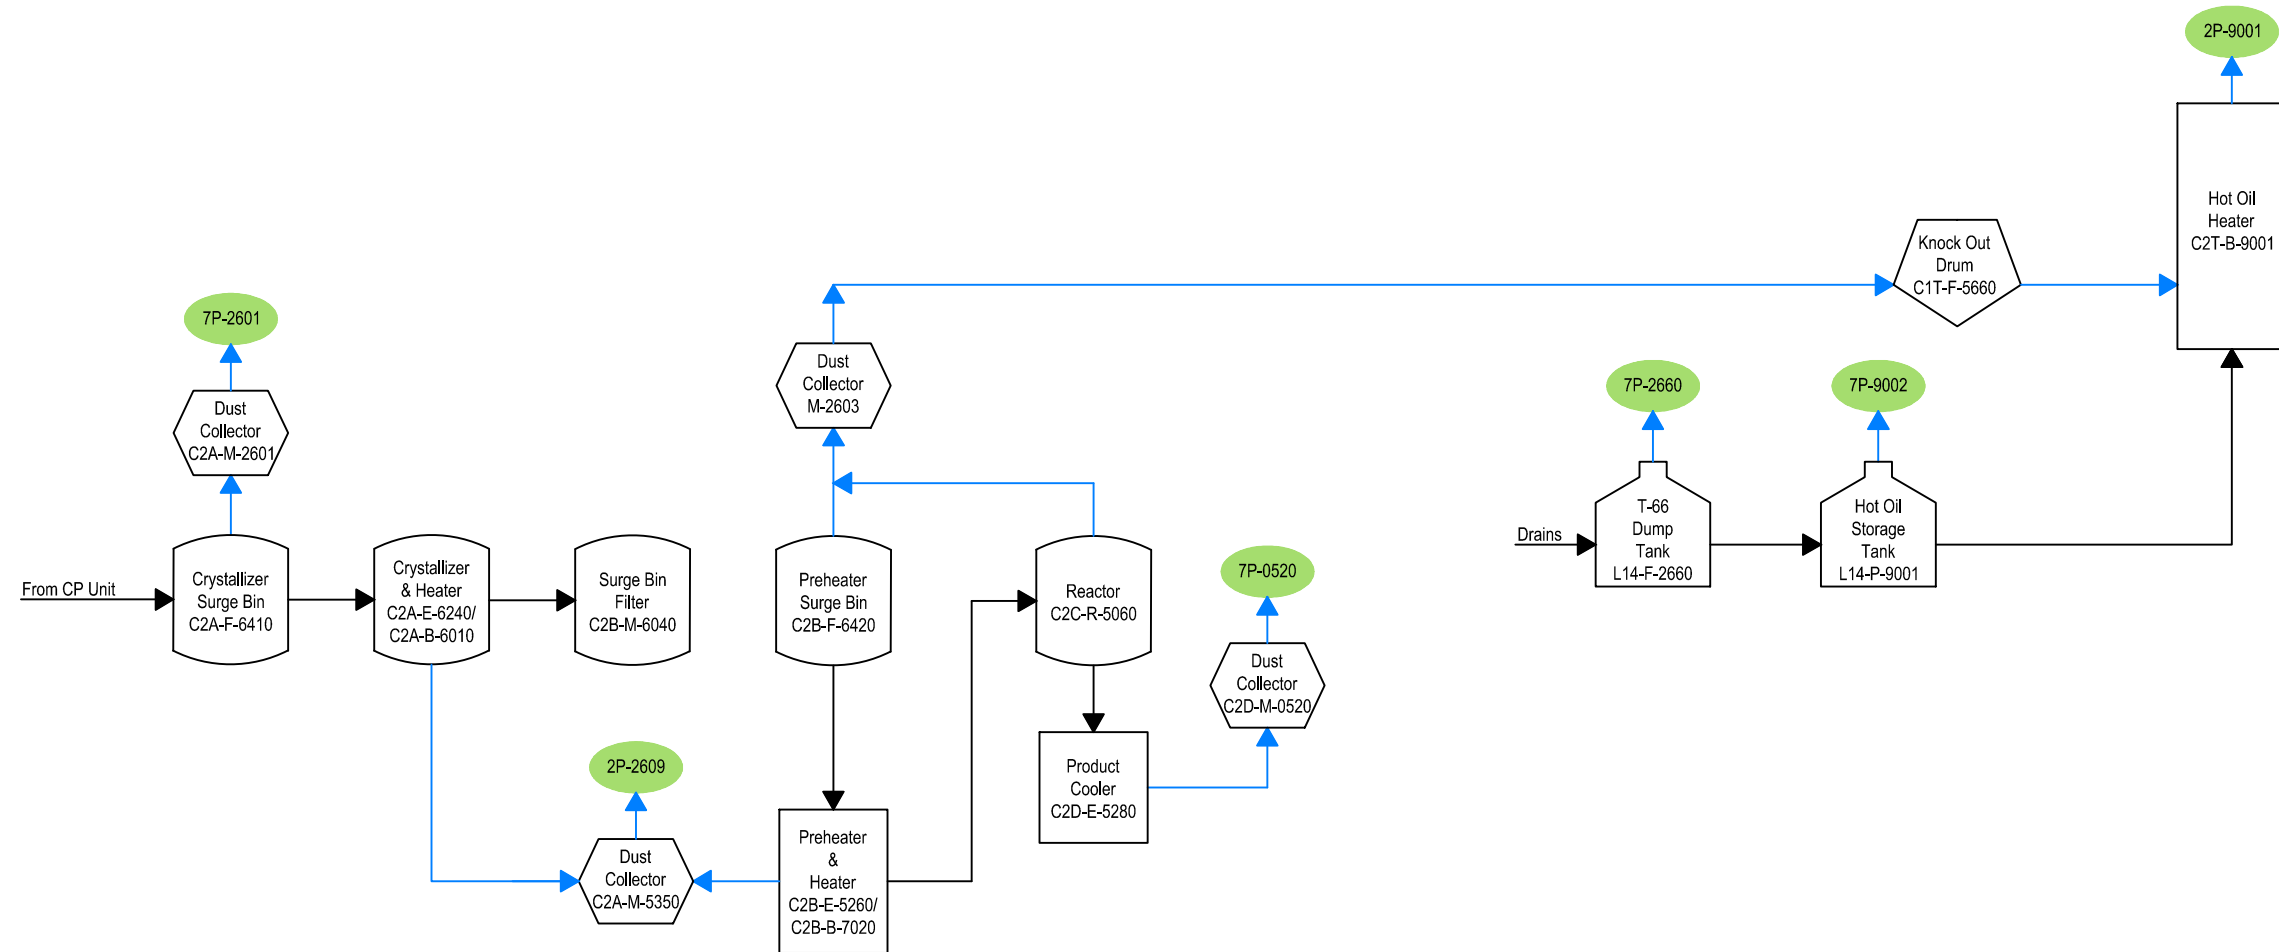 2P-9001
Hot Oil
Heater
C2T-B-9001
Knock Out
Drum
C1T-F-5660
7P-2601
Dust
Collector
C2A-M-2601
Dust
Collector
M-2603
7P-2660
7P-9002
T-66
Dump
Tank
L14-F-2660
Hot Oil
Storage
Tank
L14-P-9001
Drains
From CP Unit
Crystallizer
Surge Bin
C2A-F-6410
Crystallizer
& Heater
C2A-E-6240/
C2A-B-6010
Surge Bin
Filter
C2B-M-6040
Preheater
Surge Bin
C2B-F-6420
Reactor
C2C-R-5060
7P-0520
Dust
Collector
C2D-M-0520
Product
Cooler
C2D-E-5280
2P-2609
Dust
Collector
C2A-M-5350
Preheater
&
Heater
C2B-E-5260/
C2B-B-7020